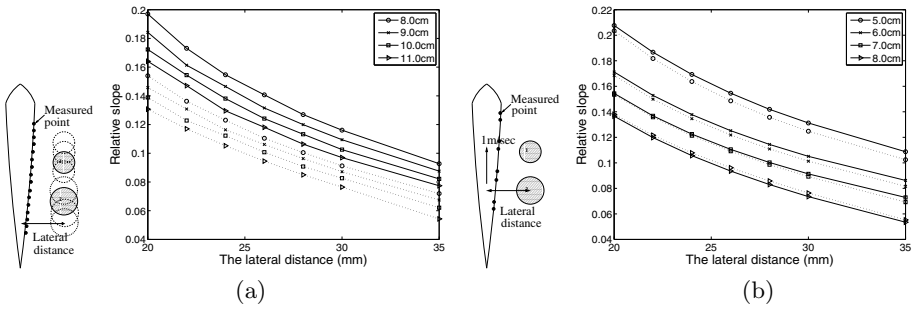 Measured
point
Lateral
distance
Relative slope
0.2
0.18
0.16
0.14
0.12
0.1
0.08
0.06
0.04
20
25
30
35
The lateral distance (mm)
8.0cm
9.0cm
10.0cm
11.0cm
(a)
Measured
point
1msec
Lateral
distance
Relative slope
0.22
0.2
0.18
0.16
0.14
0.12
0.1
0.08
0.06
0.04
20
25
30
35
The lateral distance (mm)
5.0cm
6.0cm
7.0cm
8.0cm
(b)